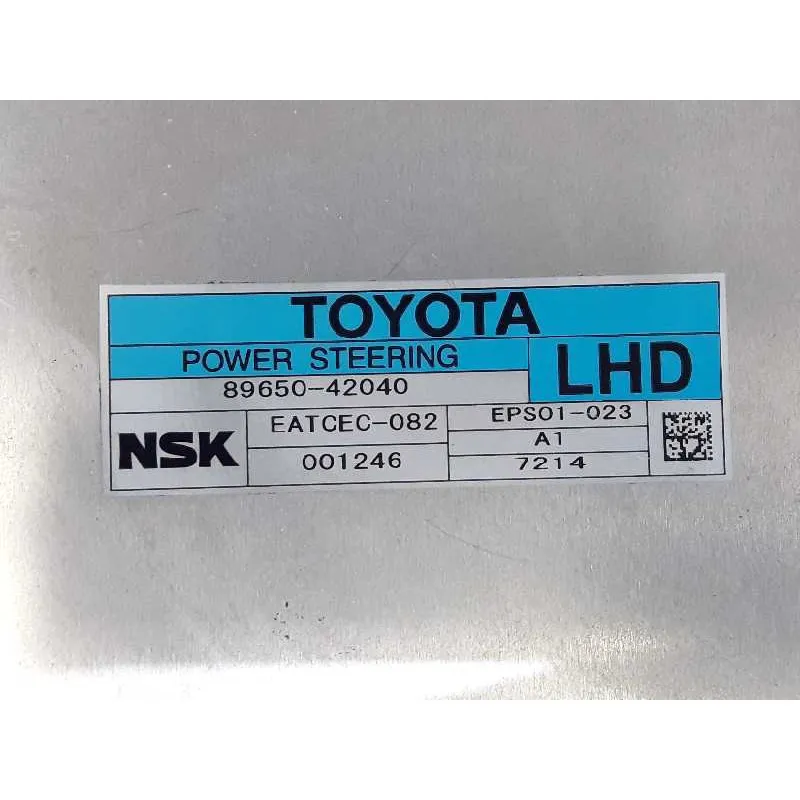 TOYOTA
POWER STEERING
LHD
89650-42040
NSK
EATCEC-082
001246
EPS01-023
A1
7214